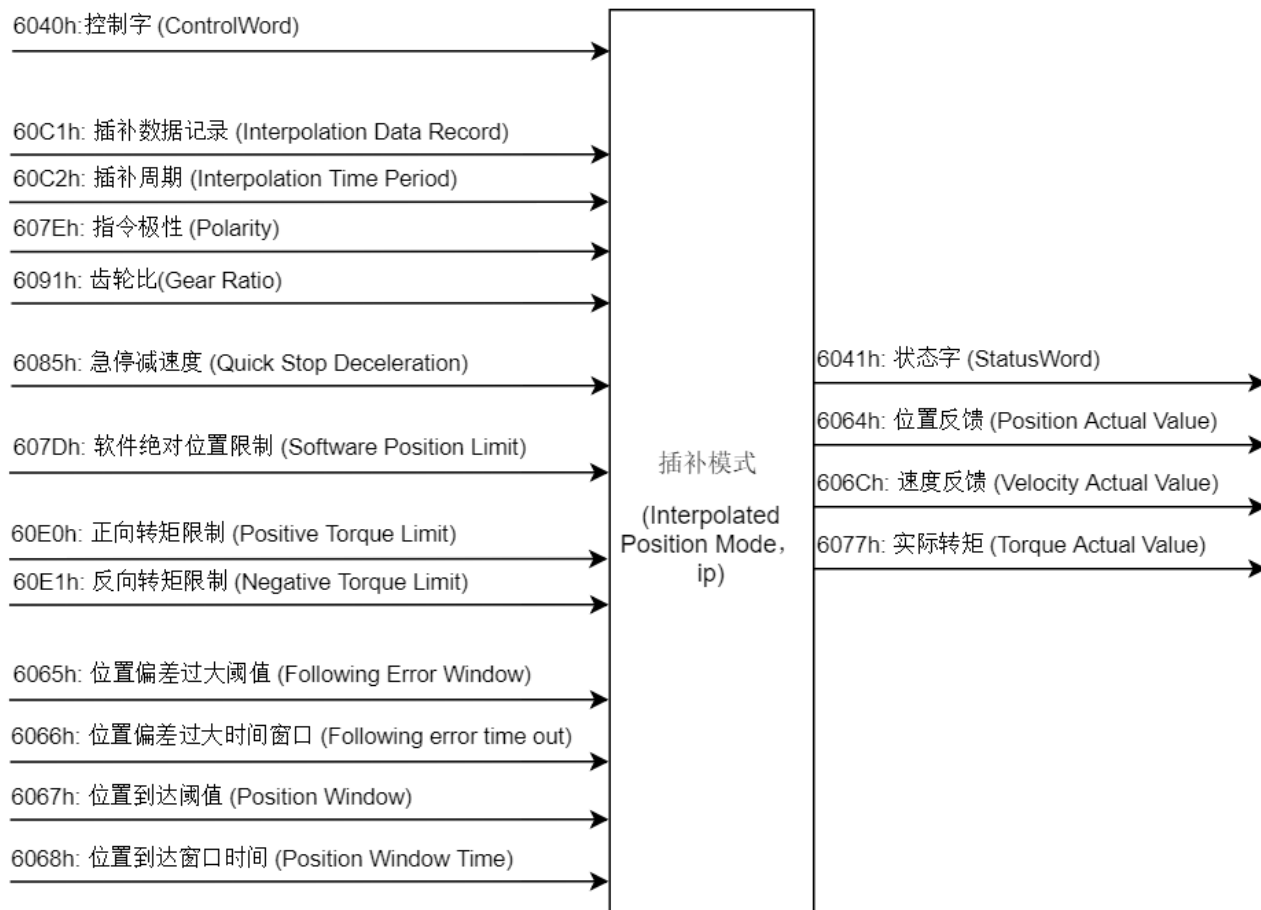 6040h:控制字 (ControlWord)
60C1h: 插补数据记录 (Interpolation Data Record)
60C2h: 插补周期 (Interpolation Time Period)
607Eh: 指令极性 (Polarity)
6091h: 齿轮比(Gear Ratio)
6085h: 急停减速度 (Quick Stop Deceleration)
607Dh: 软件绝对位置限制 (Software Position Limit)
60E0h: 正向转矩限制 (Positive Torque Limit)
60E1h: 反向转矩限制 (Negative Torque Limit)
6065h: 位置偏差过大阈值 (Following Error Window)
6066h: 位置偏差过大时间窗口 (Following error time out)
6067h: 位置到达阈值 (Position Window)
6068h: 位置到达窗口时间 (Position Window Time)
插补模式
(Interpolated
Position Mode,
ip)
6041h: 状态字 (StatusWord)
6064h: 位置反馈 (Position Actual Value)
606Ch: 速度反馈 (Velocity Actual Value)
6077h: 实际转矩 (Torque Actual Value)